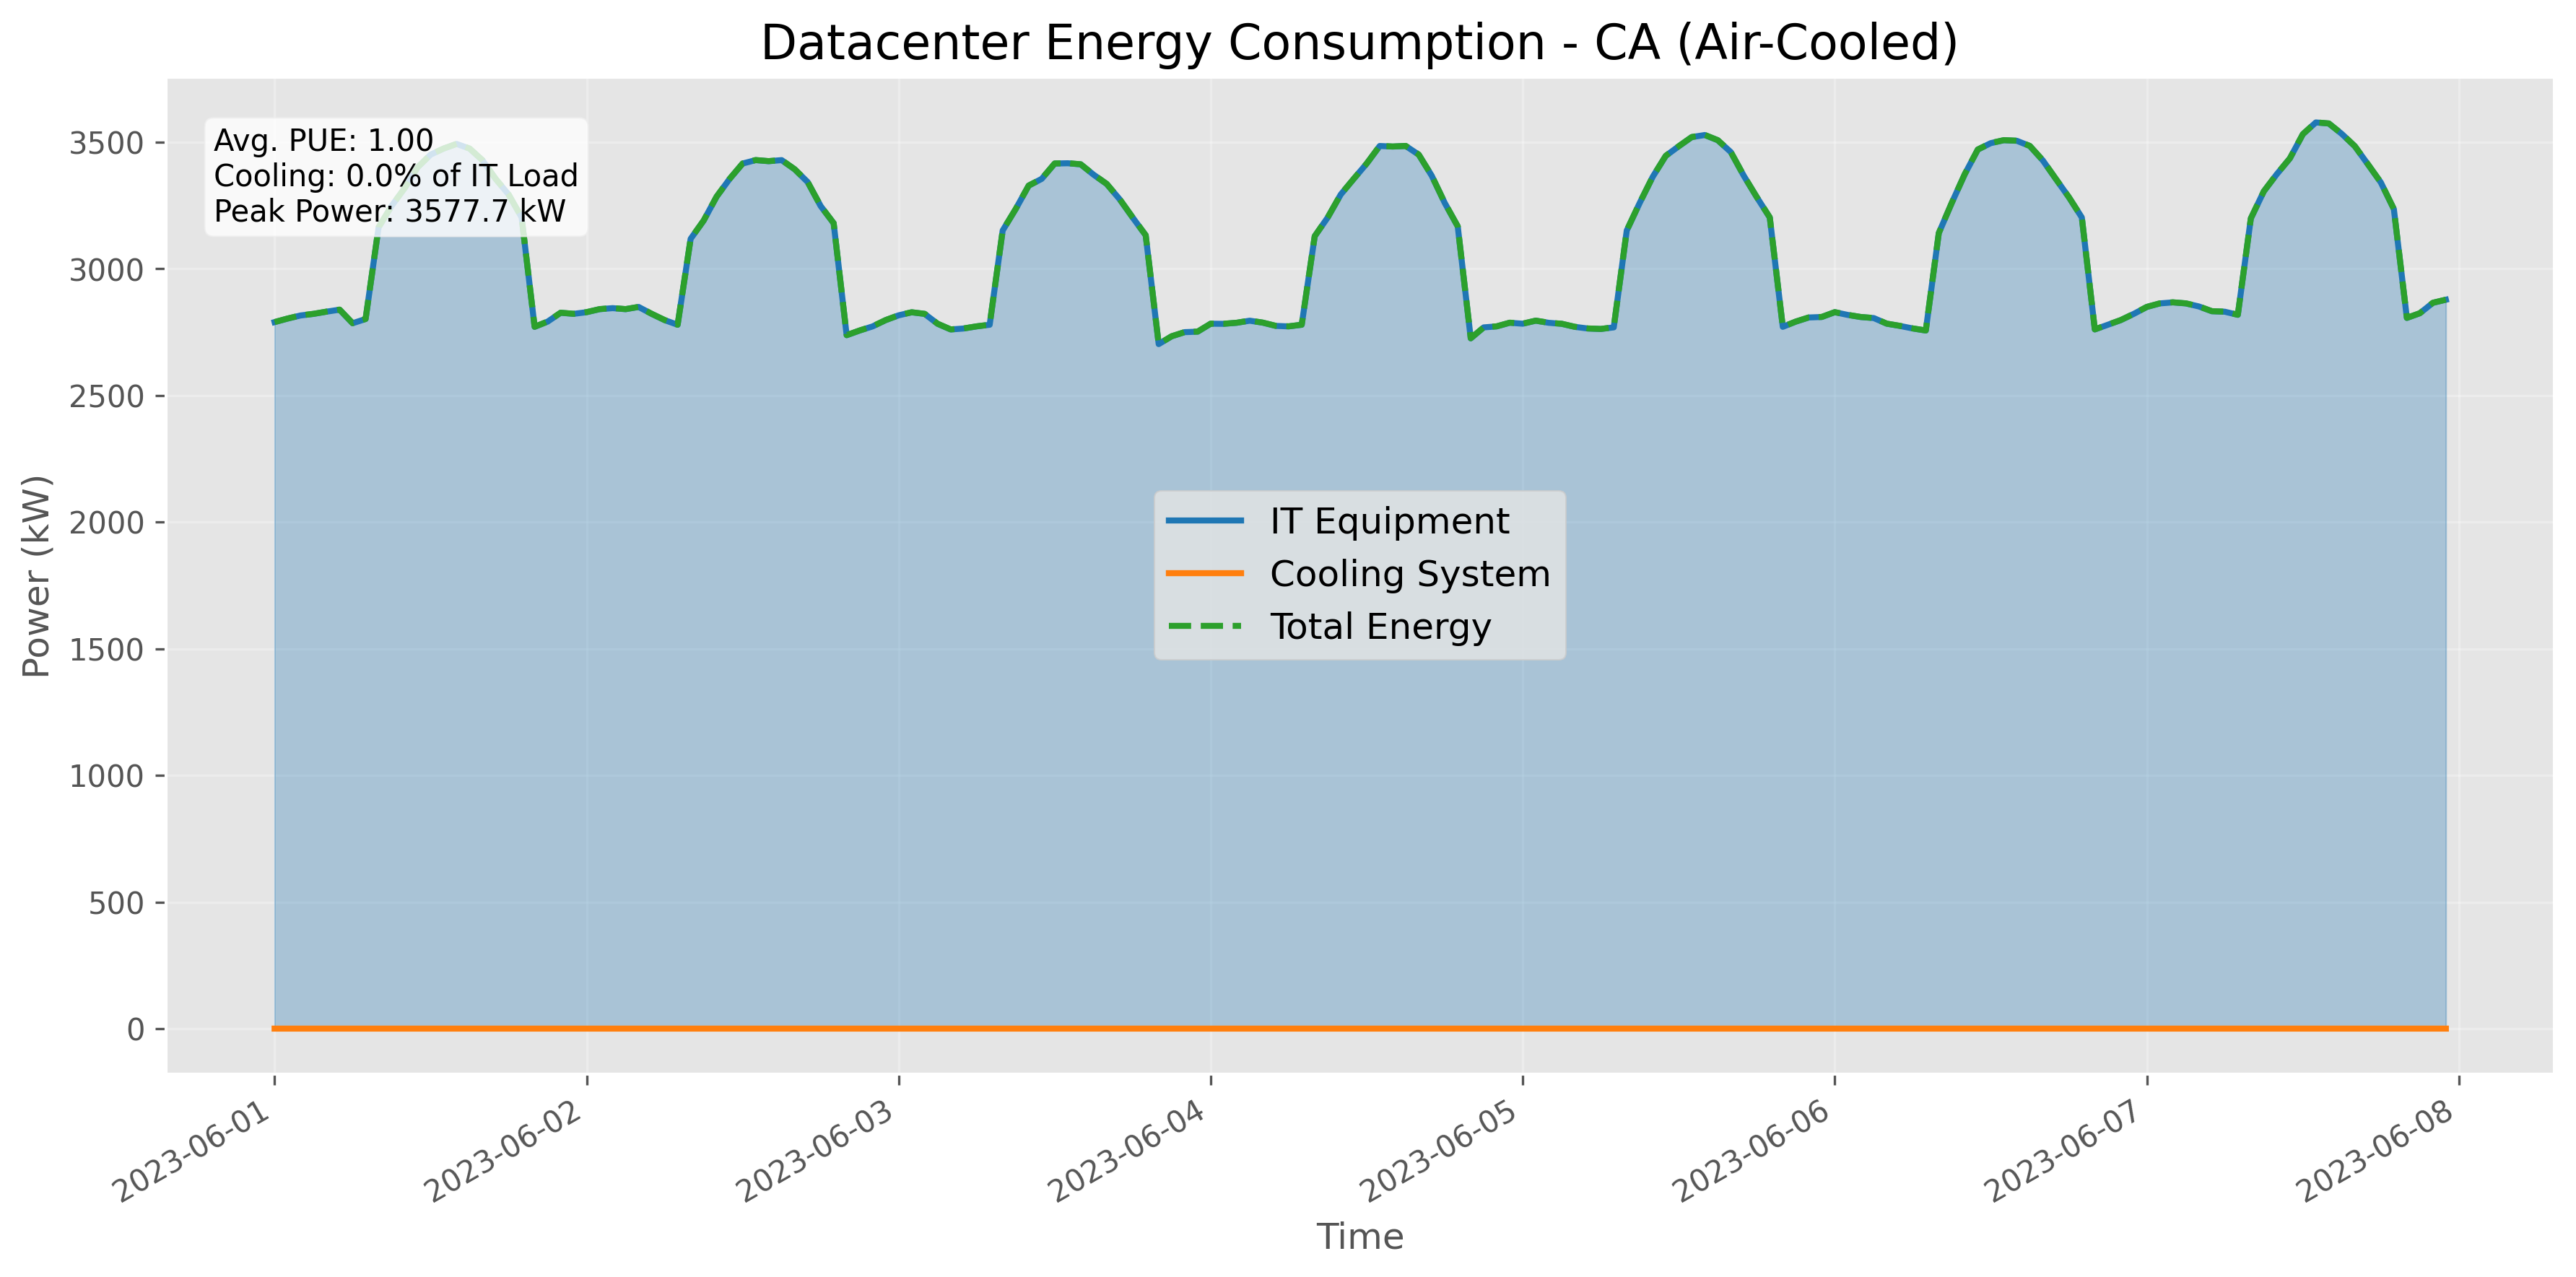 Datacenter Energy Consumption - CA (Air-Cooled)
Avg. PUE: 1.00
Cooling: 0.0% of IT Load
Peak Power: 3577.7 kW
Power (kW)
3500
3000
2500
2000
1500
1000
500
0
IT Equipment
Cooling System
Total Energy
2023-06-01
2023-06-02
2023-06-03
2023-06-04
2023-06-05
2023-06-06
2023-06-07
2023-06-08
Time